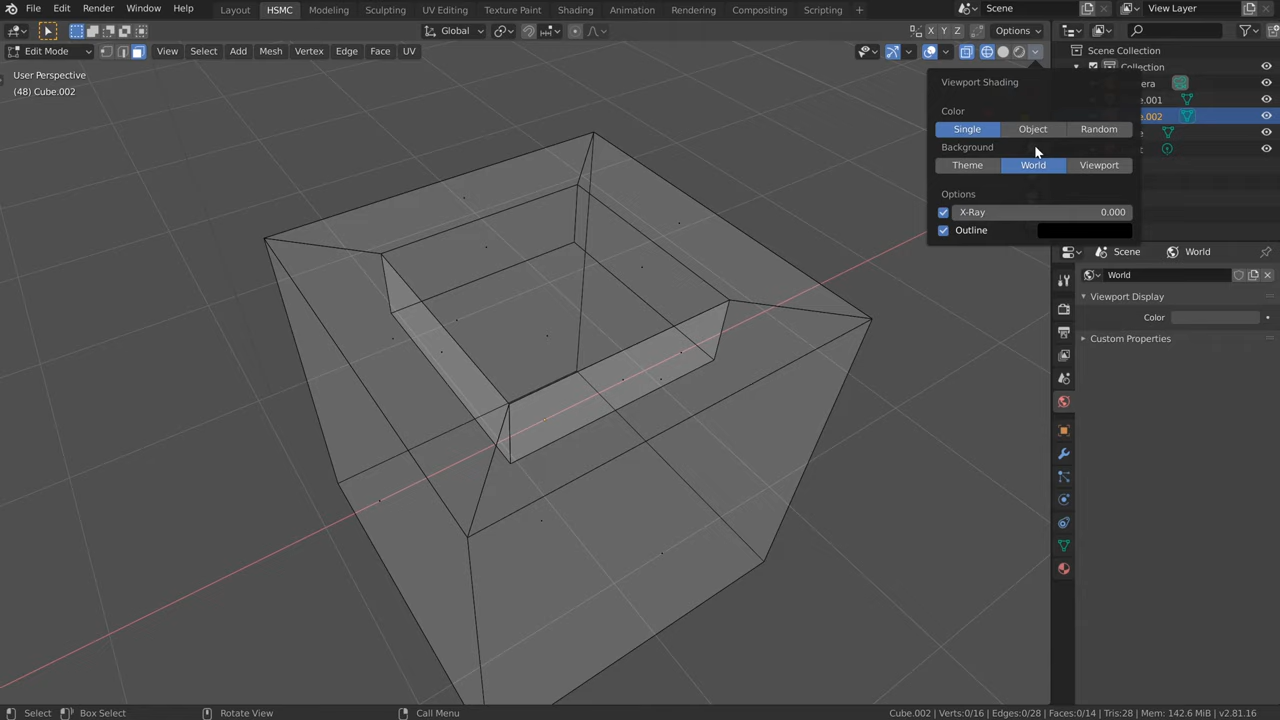 File Edit Render Window Help Layout HSMC Modeling Sculpting UV Editing Texture Paint Shading Animation Rendering Compositing Scripting + Scene View Layer
Global X Y Z Options
Edit Mode View Select Add Mesh Vertex Edge Face UV
Scene Collection
Collection
User Perspective
(48) Cube.002
Viewport Shading
era
e.001
e.002
e
t
Color
Single Object Random
Background
Theme World Viewport
Options
X-Ray 0.000
Outline
Scene World
World
Viewport Display
Color
Custom Properties
Select Box Select Rotate View Call Menu Cube.002 | Verts:0/16 | Edges:0/28 | Faces:0/14 | Tris:28 | Mem: 142.6 MiB | v2.81.16